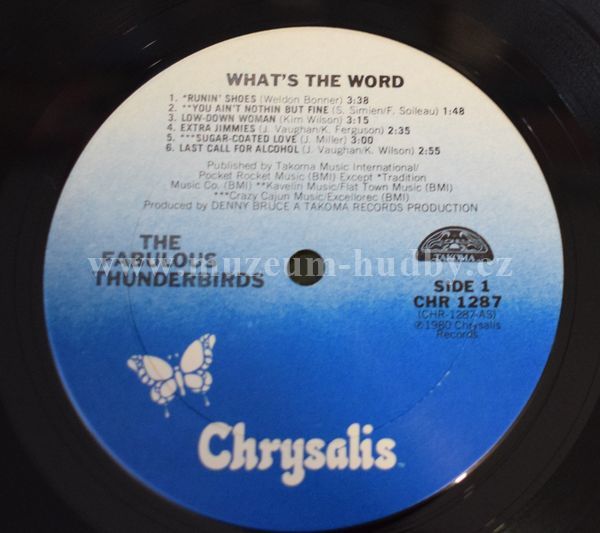 WHAT'S THE WORD
1. *RUNIN' SHOES (Weldon Bonner) 3:38
2. **YOU AIN'T NOTHIN BUT FINE (S. Simien/F. Soileau) 1:48
3. LOW-DOWN WOMAN (Kim Wilson) 3:15
4. EXTRA JIMMIES (J. Vaughan/K. Ferguson) 2:35
5. ***SUGAR-COATED LOVE (J. Miller) 3:00
6. LAST CALL FOR ALCOHOL (J. Vaughan/K. Wilson) 2:55
Published by Takoma Music International/
Pocket Rocket Music (BMI) Except *Tradition
Music Co. (BMI) **Kavelin Music/Flat Town Music (BMI)
***Crazy Cajun Music/Excellorec (BMI)
Produced by DENNY BRUCE A TAKOMA RECORDS PRODUCTION
THE
FABULOUS
THUNDERBIRDS
TAKOMA
www.muzeum-hudby.cz
SIDE 1
CHR 1287
(CHR-1287-AS)
℗1980 Chrysalis
Records
Chrysalis™